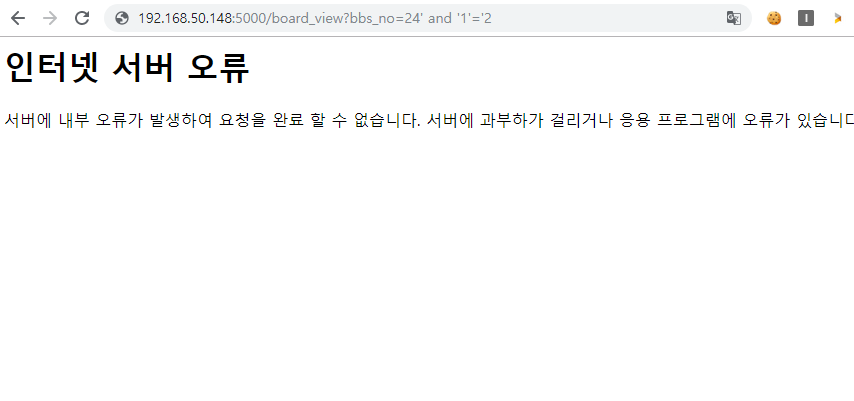 192.168.50.148:5000/board_view?bbs_no=24' and '1'='2
인터넷 서버 오류
서버에 내부 오류가 발생하여 요청을 완료 할 수 없습니다. 서버에 과부하가 걸리거나 응용 프로그램에 오류가 있습니다